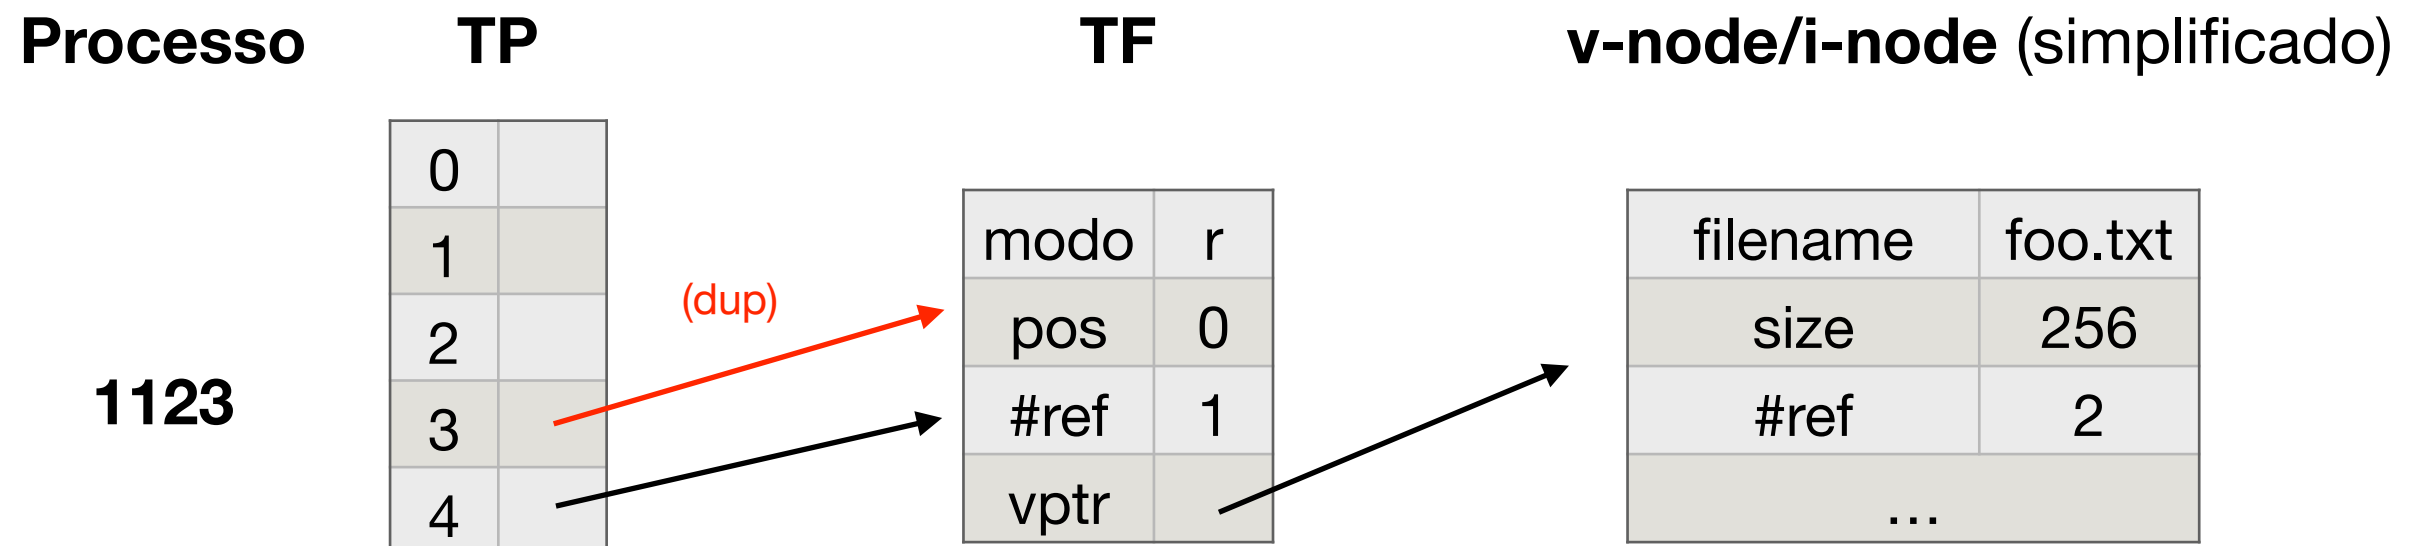 Processo TP TF v-node/i-node (simplificado)
0
1
2
3
4
1123
(dup)
modo r
pos 0
#ref 1
vptr
filename foo.txt
size 256
#ref 2
...